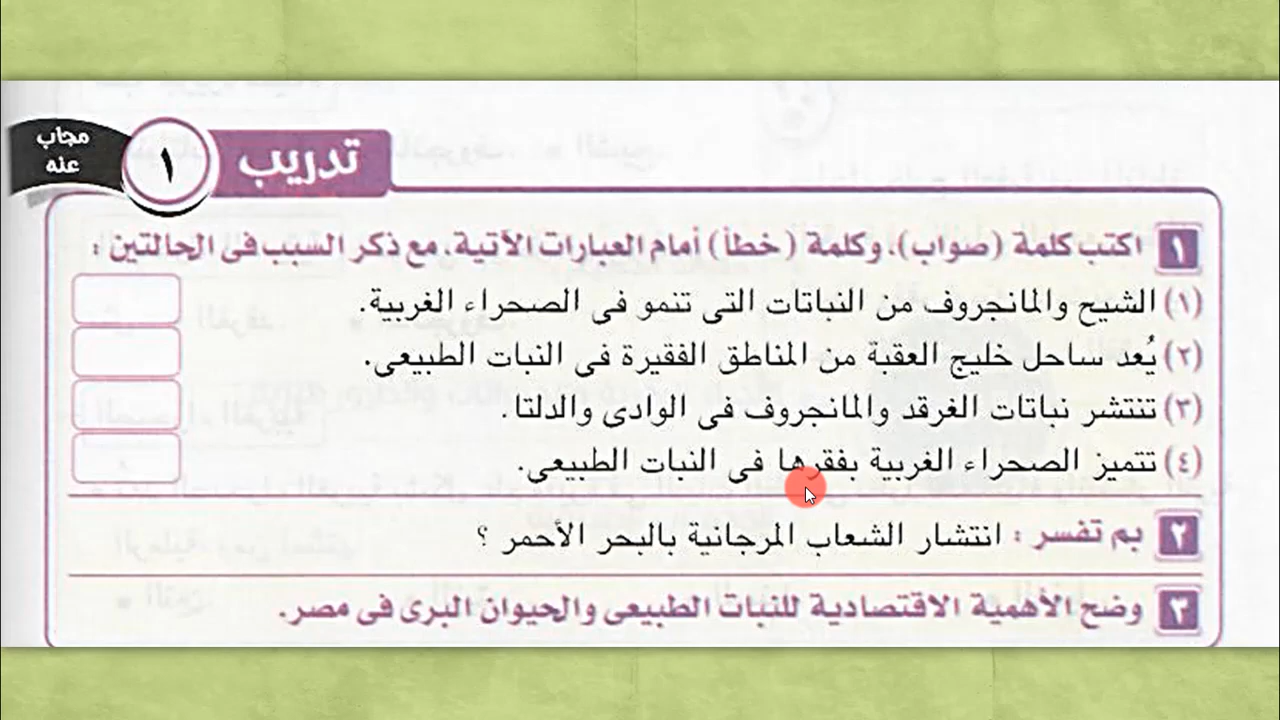 مجاب
عنه
١
تدريب
١ اكتب كلمة (صواب)، وكلمة (خطأ) أمام العبارات الآتية، مع ذكر السبب فى الحالتين :
(١) الشيح والمانجروف من النباتات التى تنمو فى الصحراء الغربية.
(٢) يُعد ساحل خليج العقبة من المناطق الفقيرة فى النبات الطبيعى.
(٣) تنتشر نباتات الغرقد والمانجروف فى الوادى والدلتا.
(٤) تتميز الصحراء الغربية بفقرها فى النبات الطبيعى.
٢ بم تفسر : انتشار الشعاب المرجانية بالبحر الأحمر ؟
٣ وضح الأهمية الاقتصادية للنبات الطبيعى والحيوان البرى فى مصر.